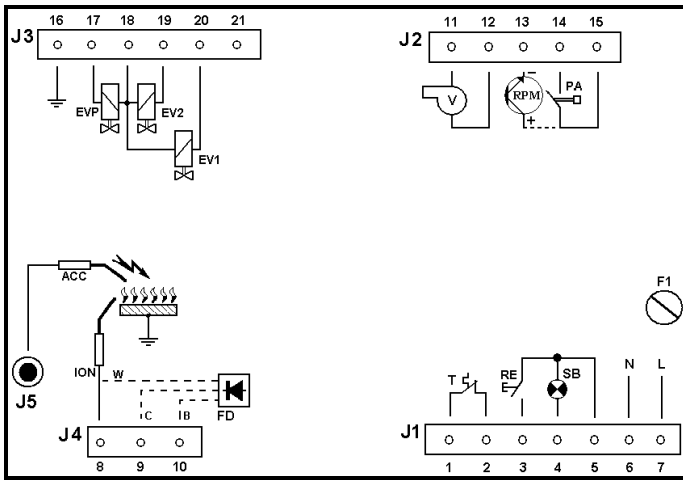 16 17 18 19 20 21
J3
11 12 13 14 15
J2
EVP
EV2
EV1
V
−
RPM
+
PA
ACC
ION
W
J5
C
B
FD
J4
8 9 10
F1
T
RE
SB
N
L
J1
1 2 3 4 5 6 7